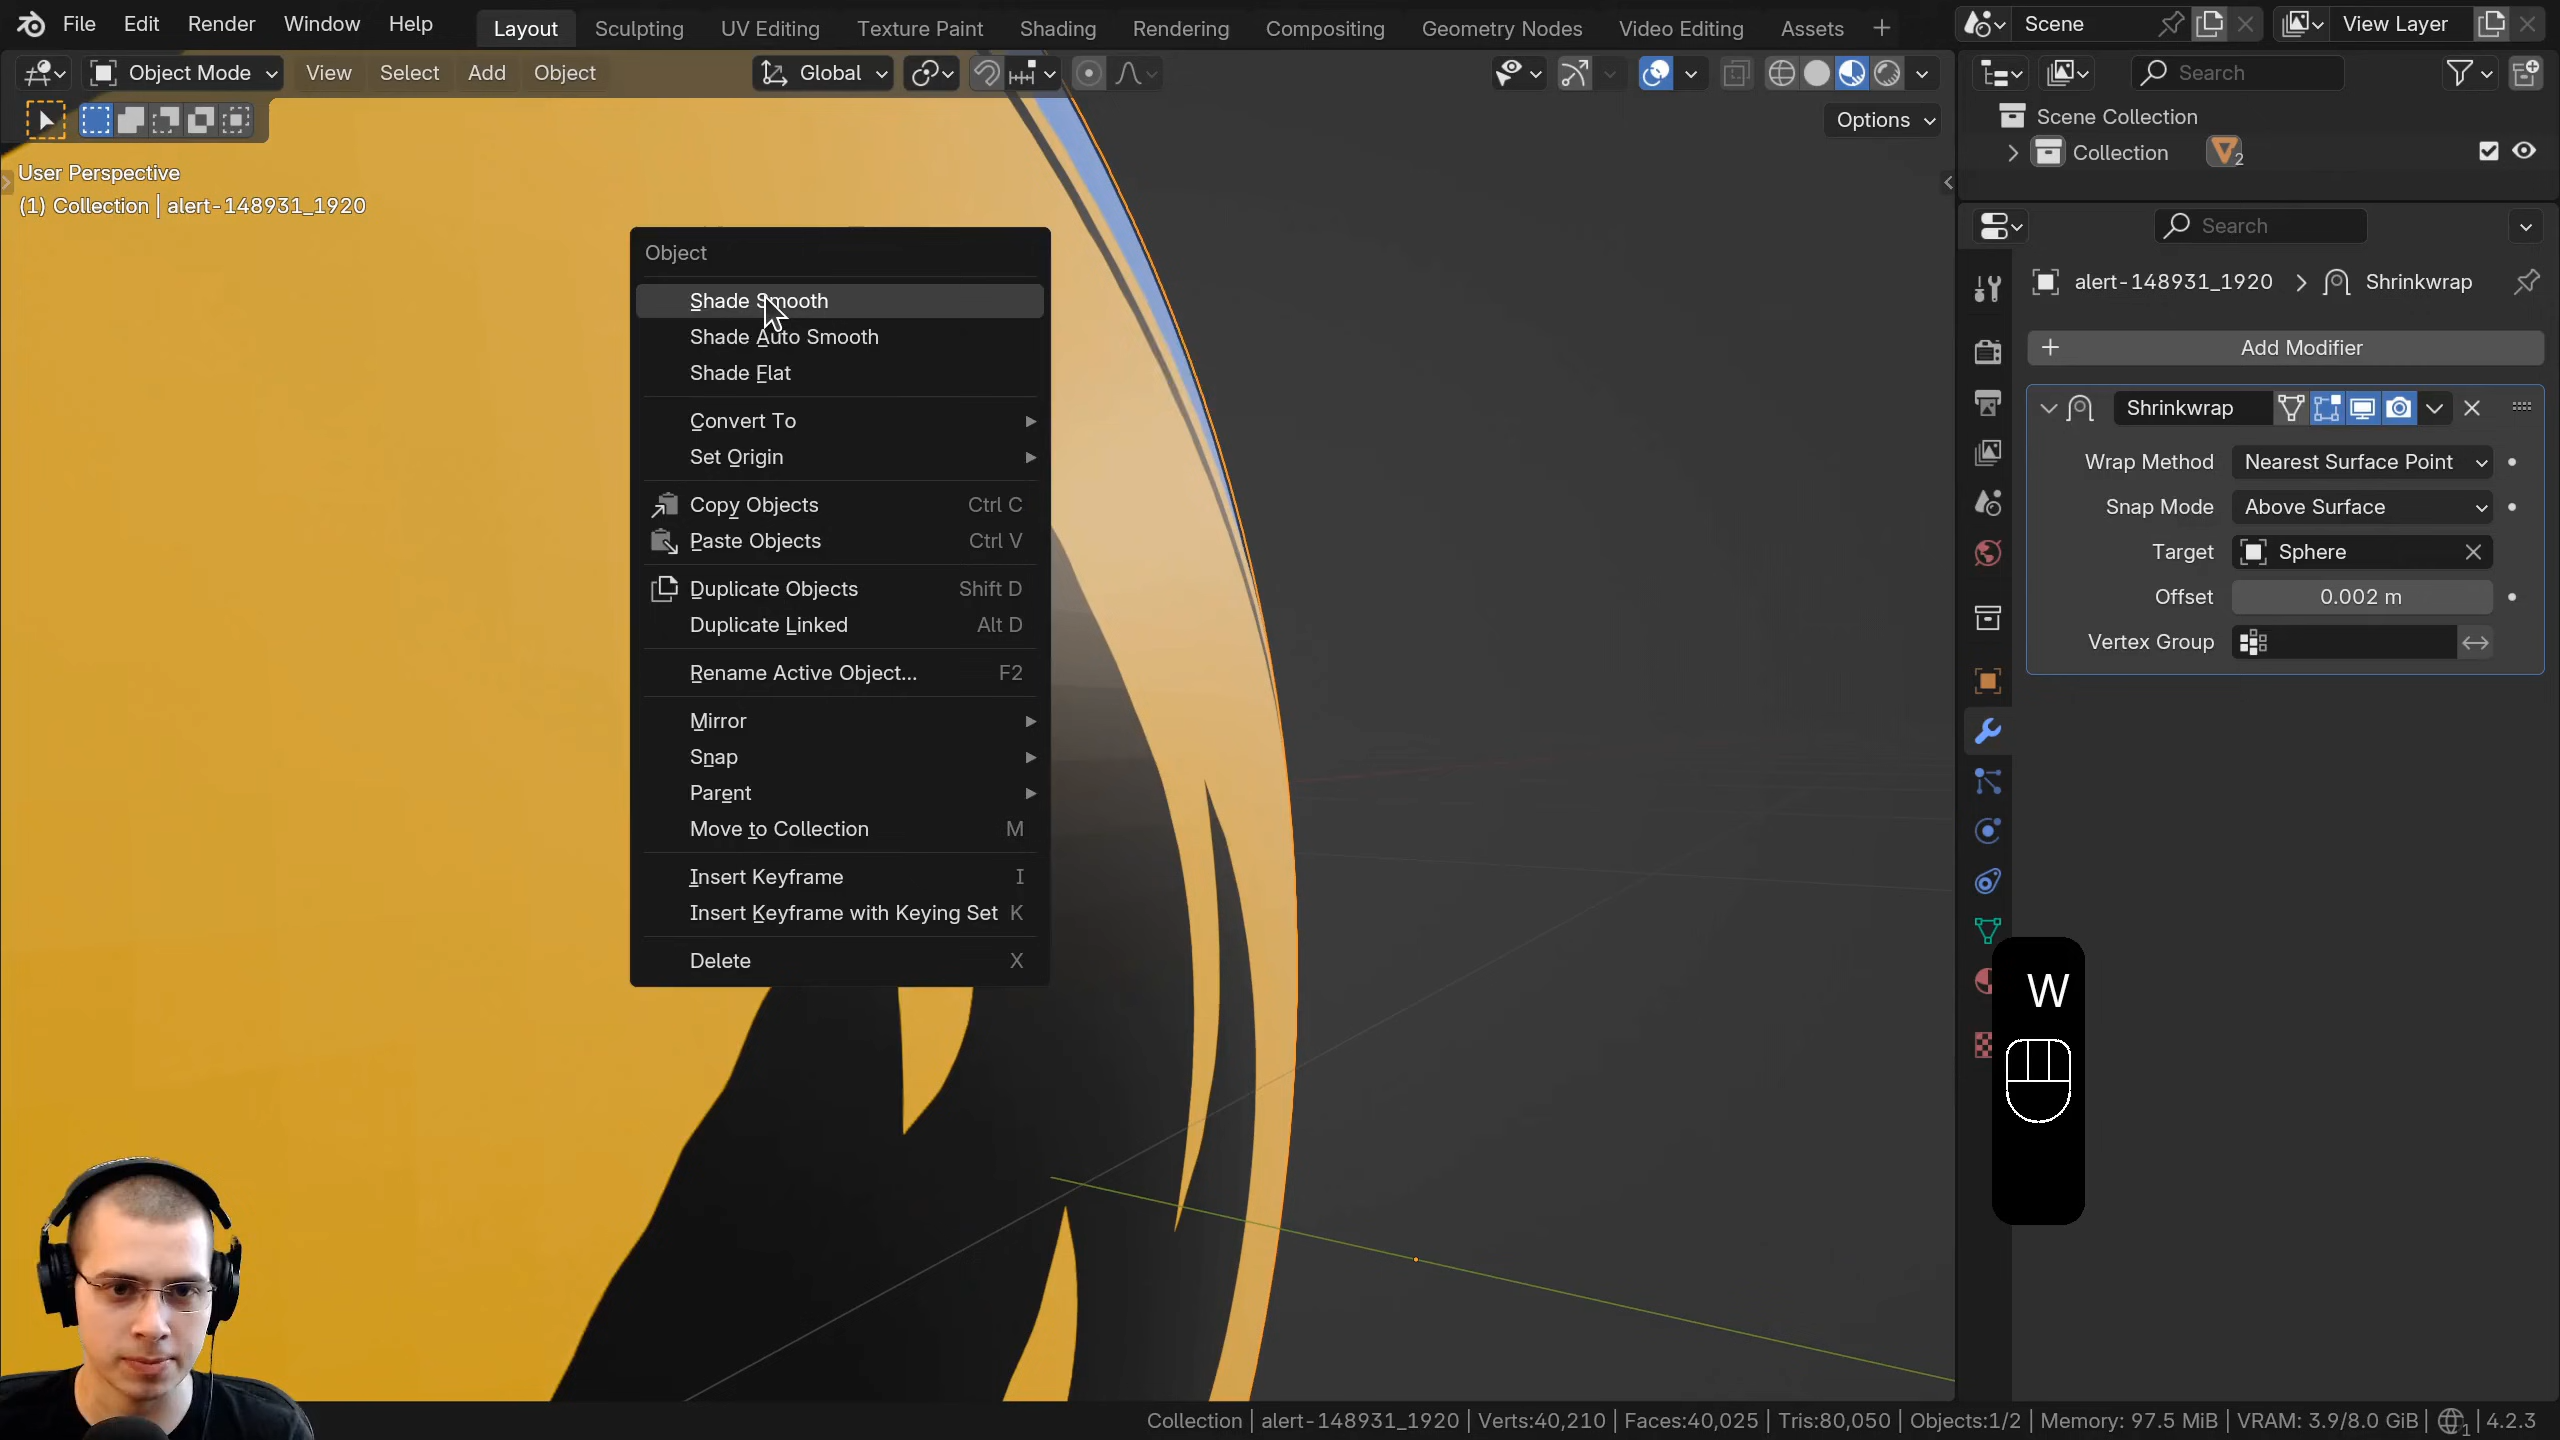 File Edit Render Window Help Layout Sculpting UV Editing Texture Paint Shading Rendering Compositing Geometry Nodes Video Editing Assets Scene View Layer
Object Mode View Select Add Object Global Search
Options
User Perspective
(1) Collection | alert-148931_1920
Scene Collection
Collection 2
Search
alert-148931_1920 Shrinkwrap
Add Modifier
Shrinkwrap
Wrap Method Nearest Surface Point
Snap Mode Above Surface
Target Sphere
Offset 0.002 m
Vertex Group
Object
Shade Smooth
Shade Auto Smooth
Shade Flat
Convert To
Set Origin
Copy Objects Ctrl C
Paste Objects Ctrl V
Duplicate Objects Shift D
Duplicate Linked Alt D
Rename Active Object... F2
Mirror
Snap
Parent
Move to Collection M
Insert Keyframe I
Insert Keyframe with Keying Set K
Delete X
W
Collection | alert-148931_1920 | Verts:40,210 | Faces:40,025 | Tris:80,050 | Objects:1/2 | Memory: 97.5 MiB | VRAM: 3.9/8.0 GiB | 1 | 4.2.3